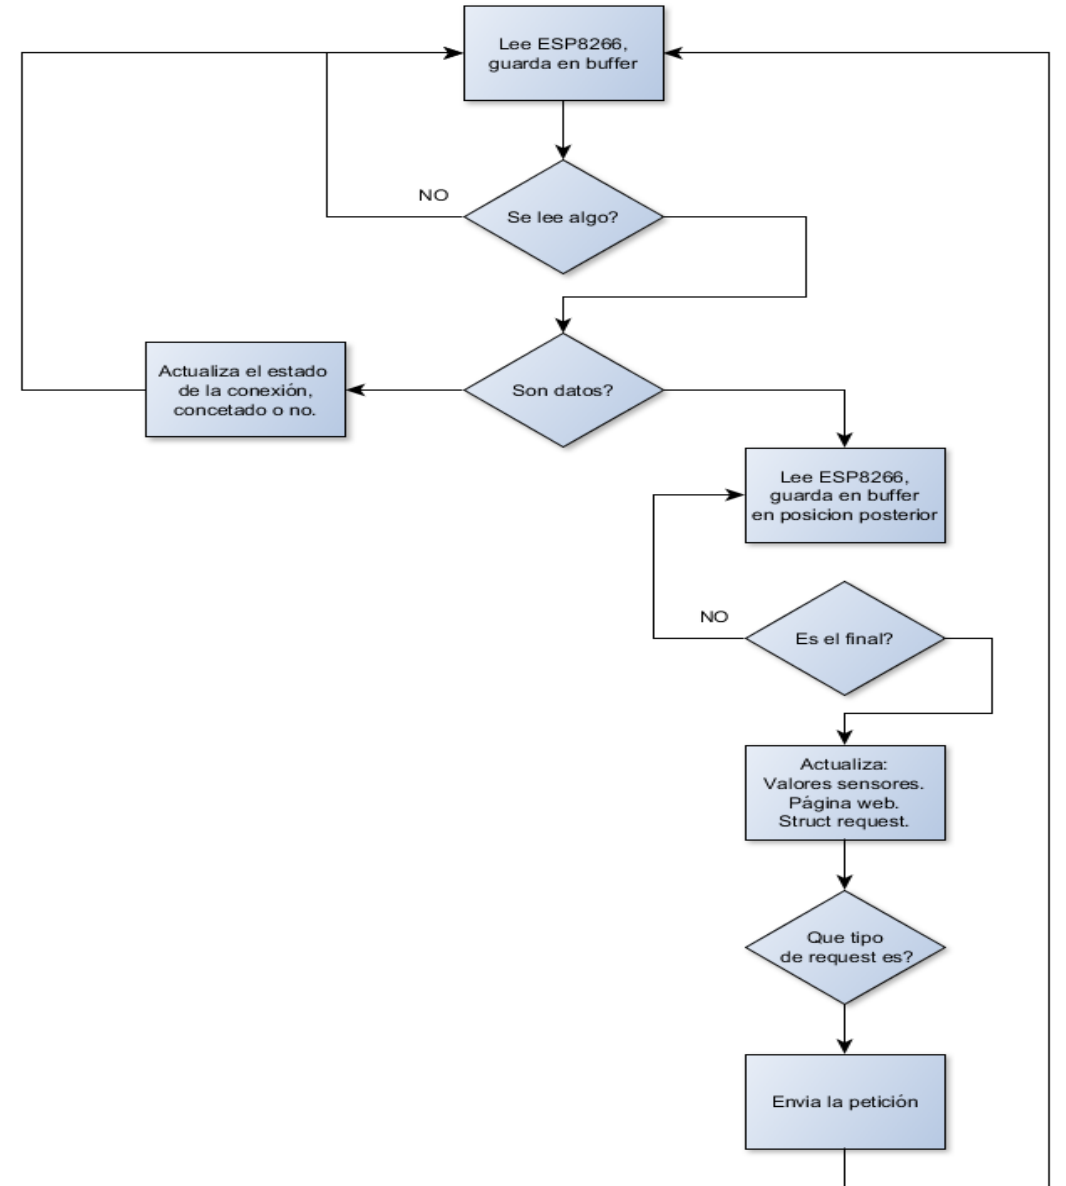 Lee ESP8266,
guarda en buffer
NO
Se lee algo?
Actualiza el estado
de la conexión,
concetado o no.
Son datos?
Lee ESP8266,
guarda en buffer
en posicion posterior
NO
Es el final?
Actualiza:
Valores sensores.
Página web.
Struct request.
Que tipo
de request es?
Envia la petición